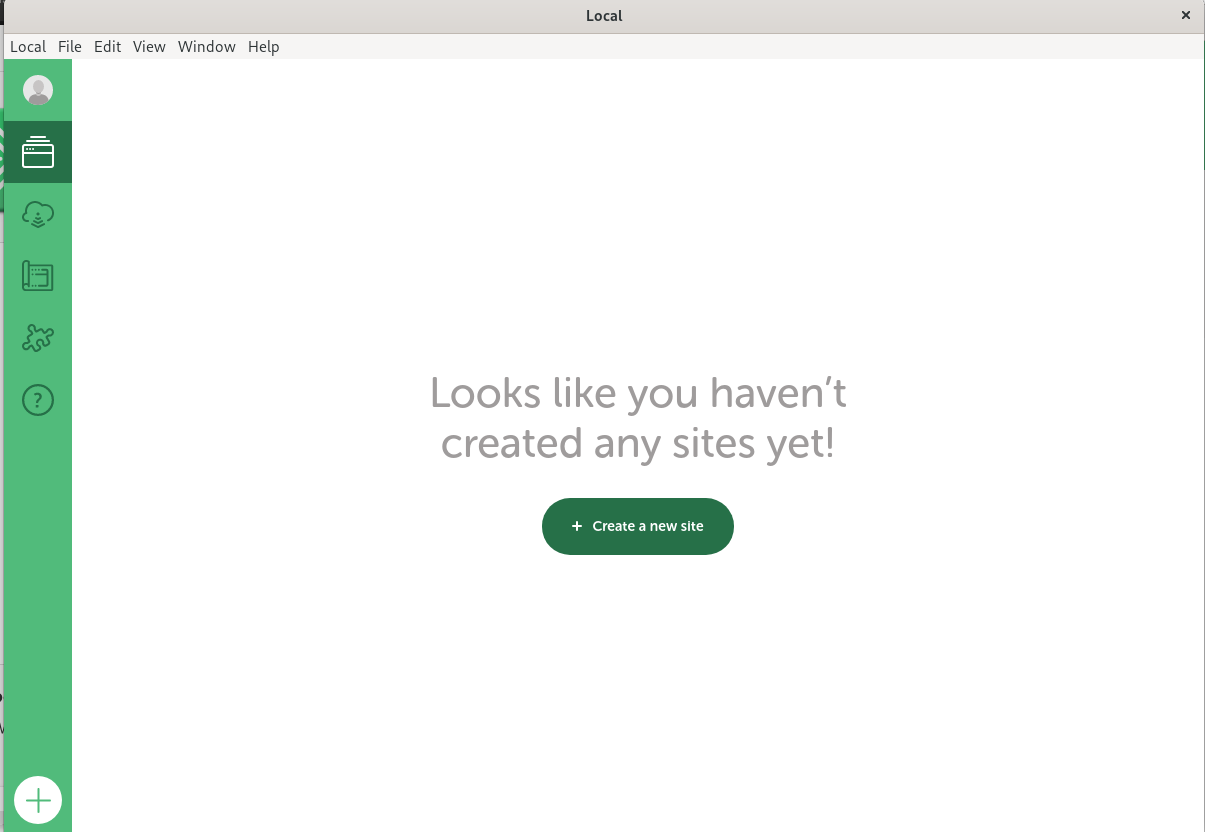 Local
Local File Edit View Window Help
Looks like you haven’t
created any sites yet!
+ Create a new site
?